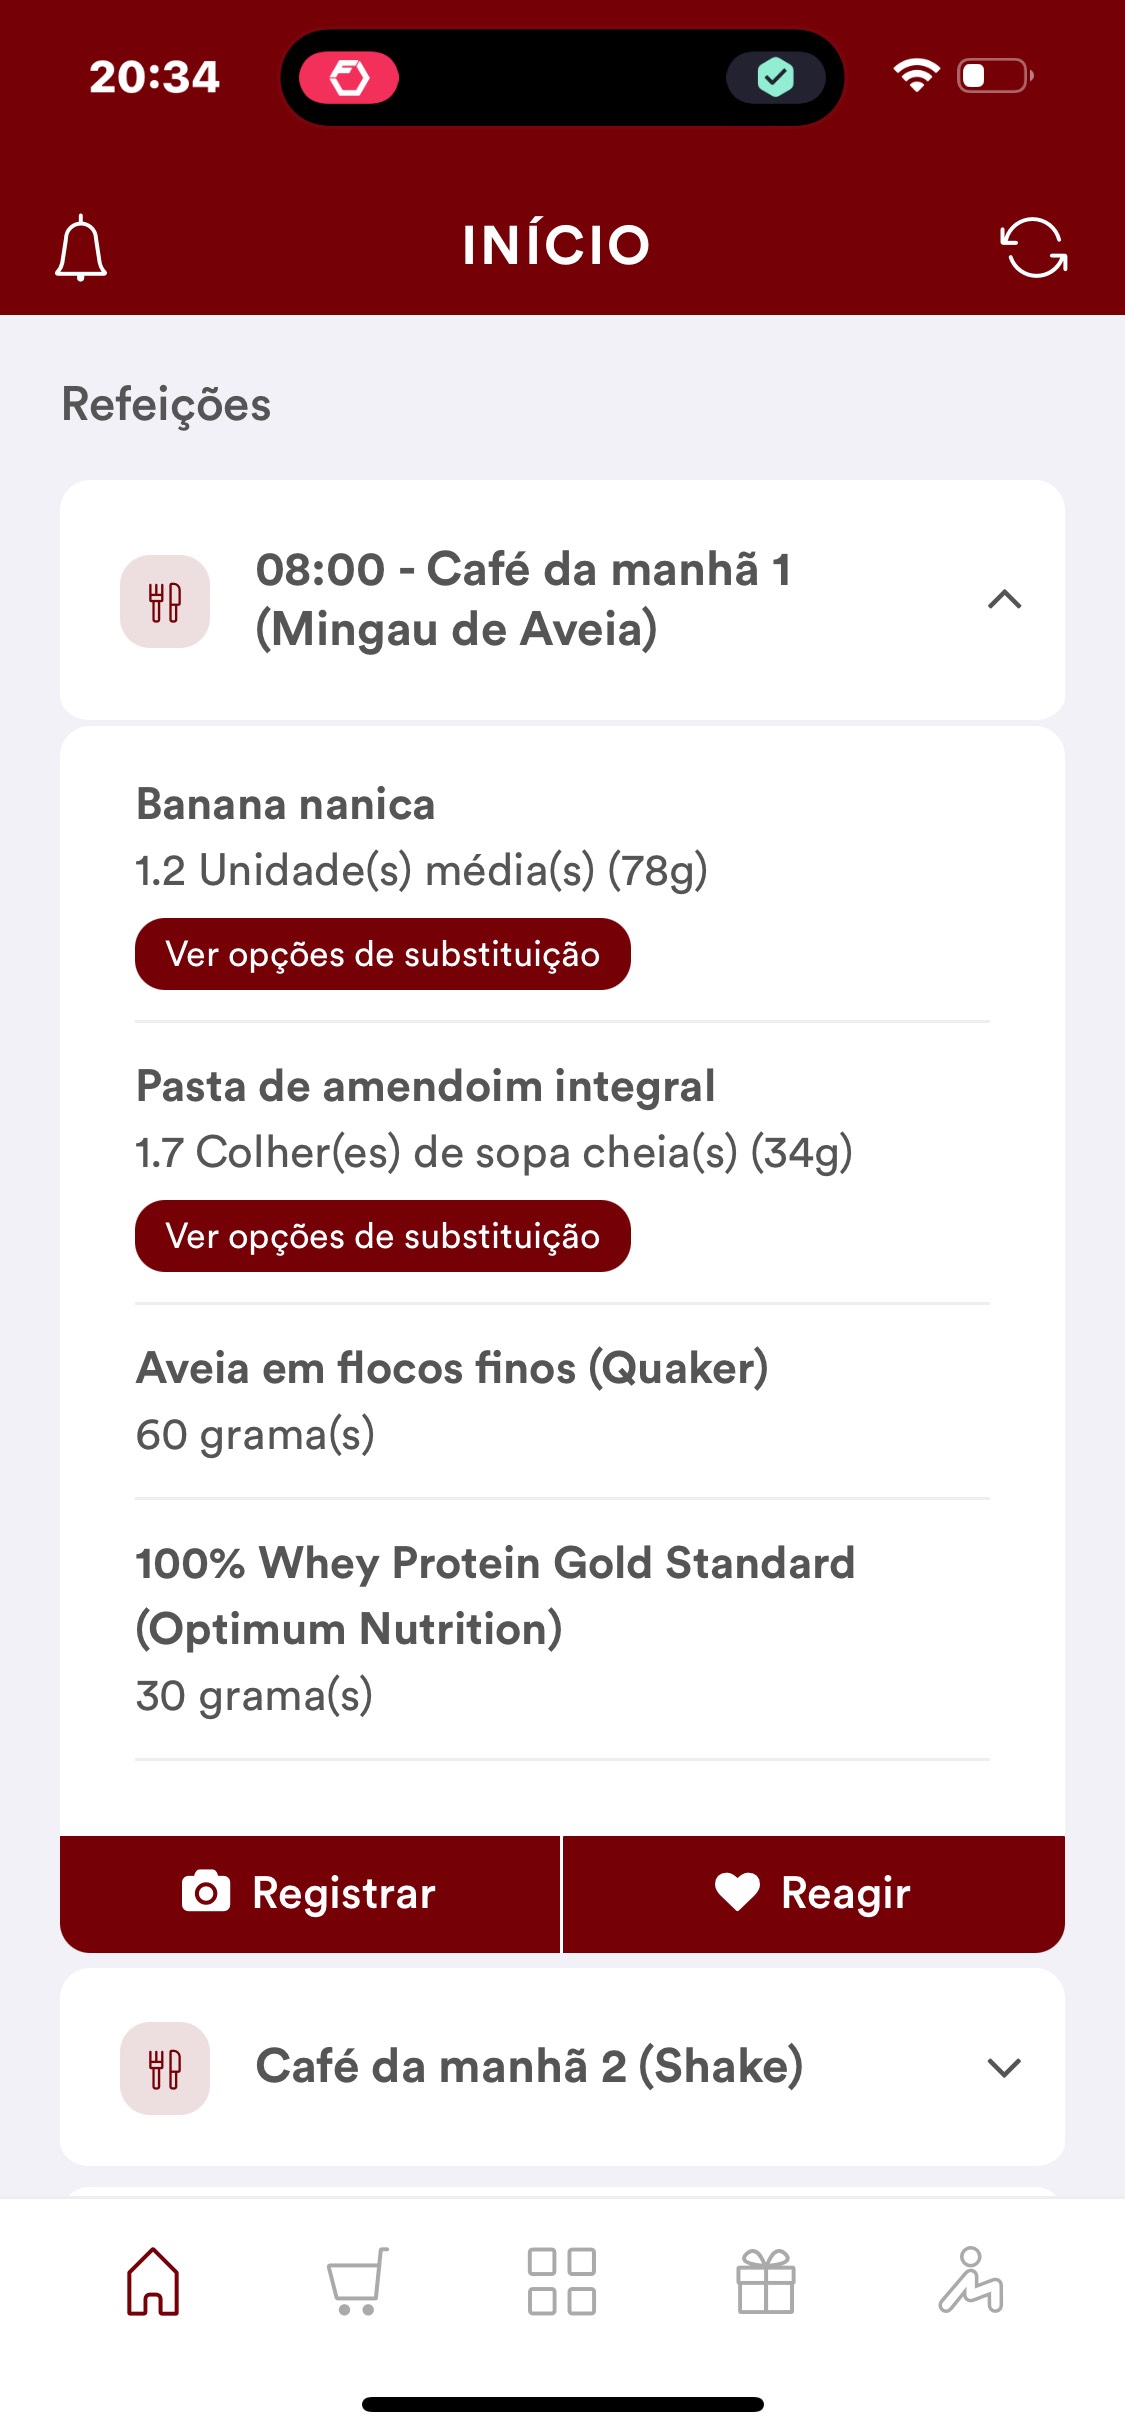 20:34
INÍCIO
Refeições
08:00 - Café da manhã 1
(Mingau de Aveia)
Banana nanica
1.2 Unidade(s) média(s) (78g)
Ver opções de substituição
Pasta de amendoim integral
1.7 Colher(es) de sopa cheia(s) (34g)
Ver opções de substituição
Aveia em flocos finos (Quaker)
60 grama(s)
100% Whey Protein Gold Standard
(Optimum Nutrition)
30 grama(s)
Registrar
Reagir
Café da manhã 2 (Shake)